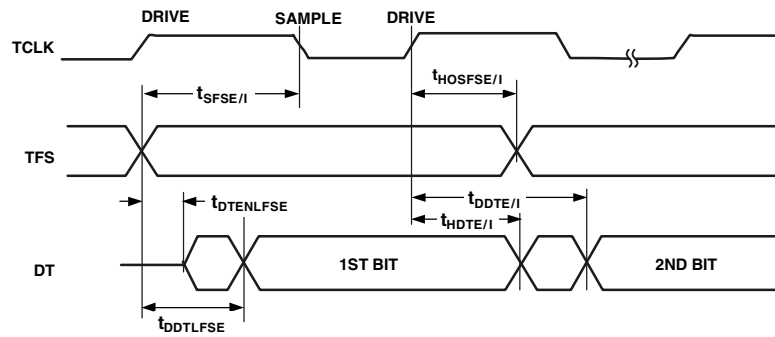 DRIVE SAMPLE DRIVE
TCLK
tSFSE/I tHOSFSE/I
TFS
tDTENLFSE tDDTE/I
tHDTE/I
DT 1ST BIT 2ND BIT
tDDTLFSE